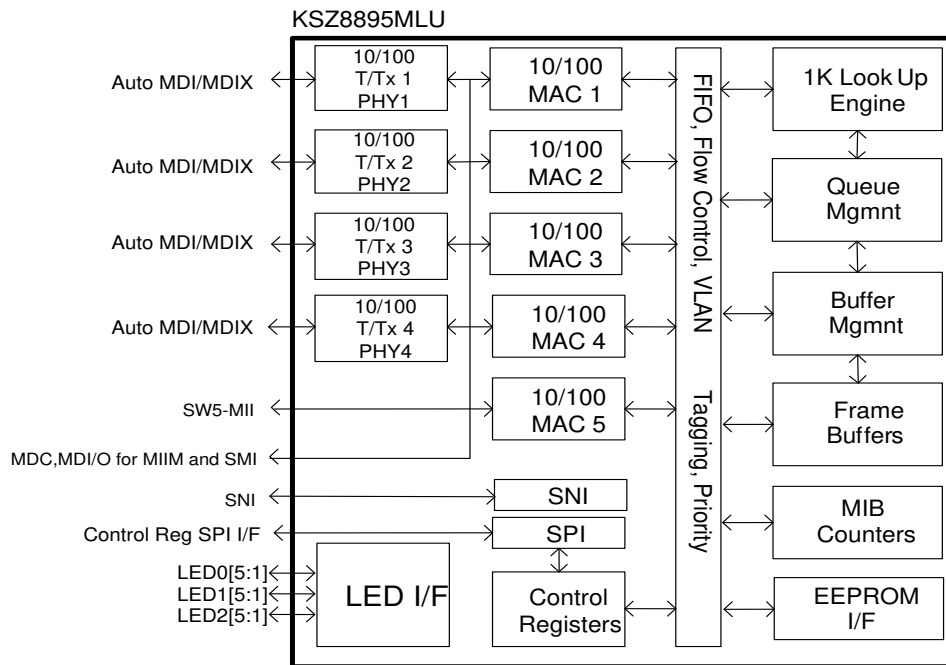 KSZ8895MLU
Auto MDI/MDIX
10/100
T/Tx 1
PHY1
10/100
MAC 1
Auto MDI/MDIX
10/100
T/Tx 2
PHY2
10/100
MAC 2
Auto MDI/MDIX
10/100
T/Tx 3
PHY3
10/100
MAC 3
Auto MDI/MDIX
10/100
T/Tx 4
PHY4
10/100
MAC 4
SW5-MII
10/100
MAC 5
MDC,MDI/O for MIIM and SMI
SNI
SNI
Control Reg SPI I/F
SPI
LED0[5:1]
LED1[5:1]
LED2[5:1]
LED I/F
Control
Registers
FIFO, Flow Control, VLAN Tagging, Priority
1K Look Up
Engine
Queue
Mgmnt
Buffer
Mgmnt
Frame
Buffers
MIB
Counters
EEPROM
I/F